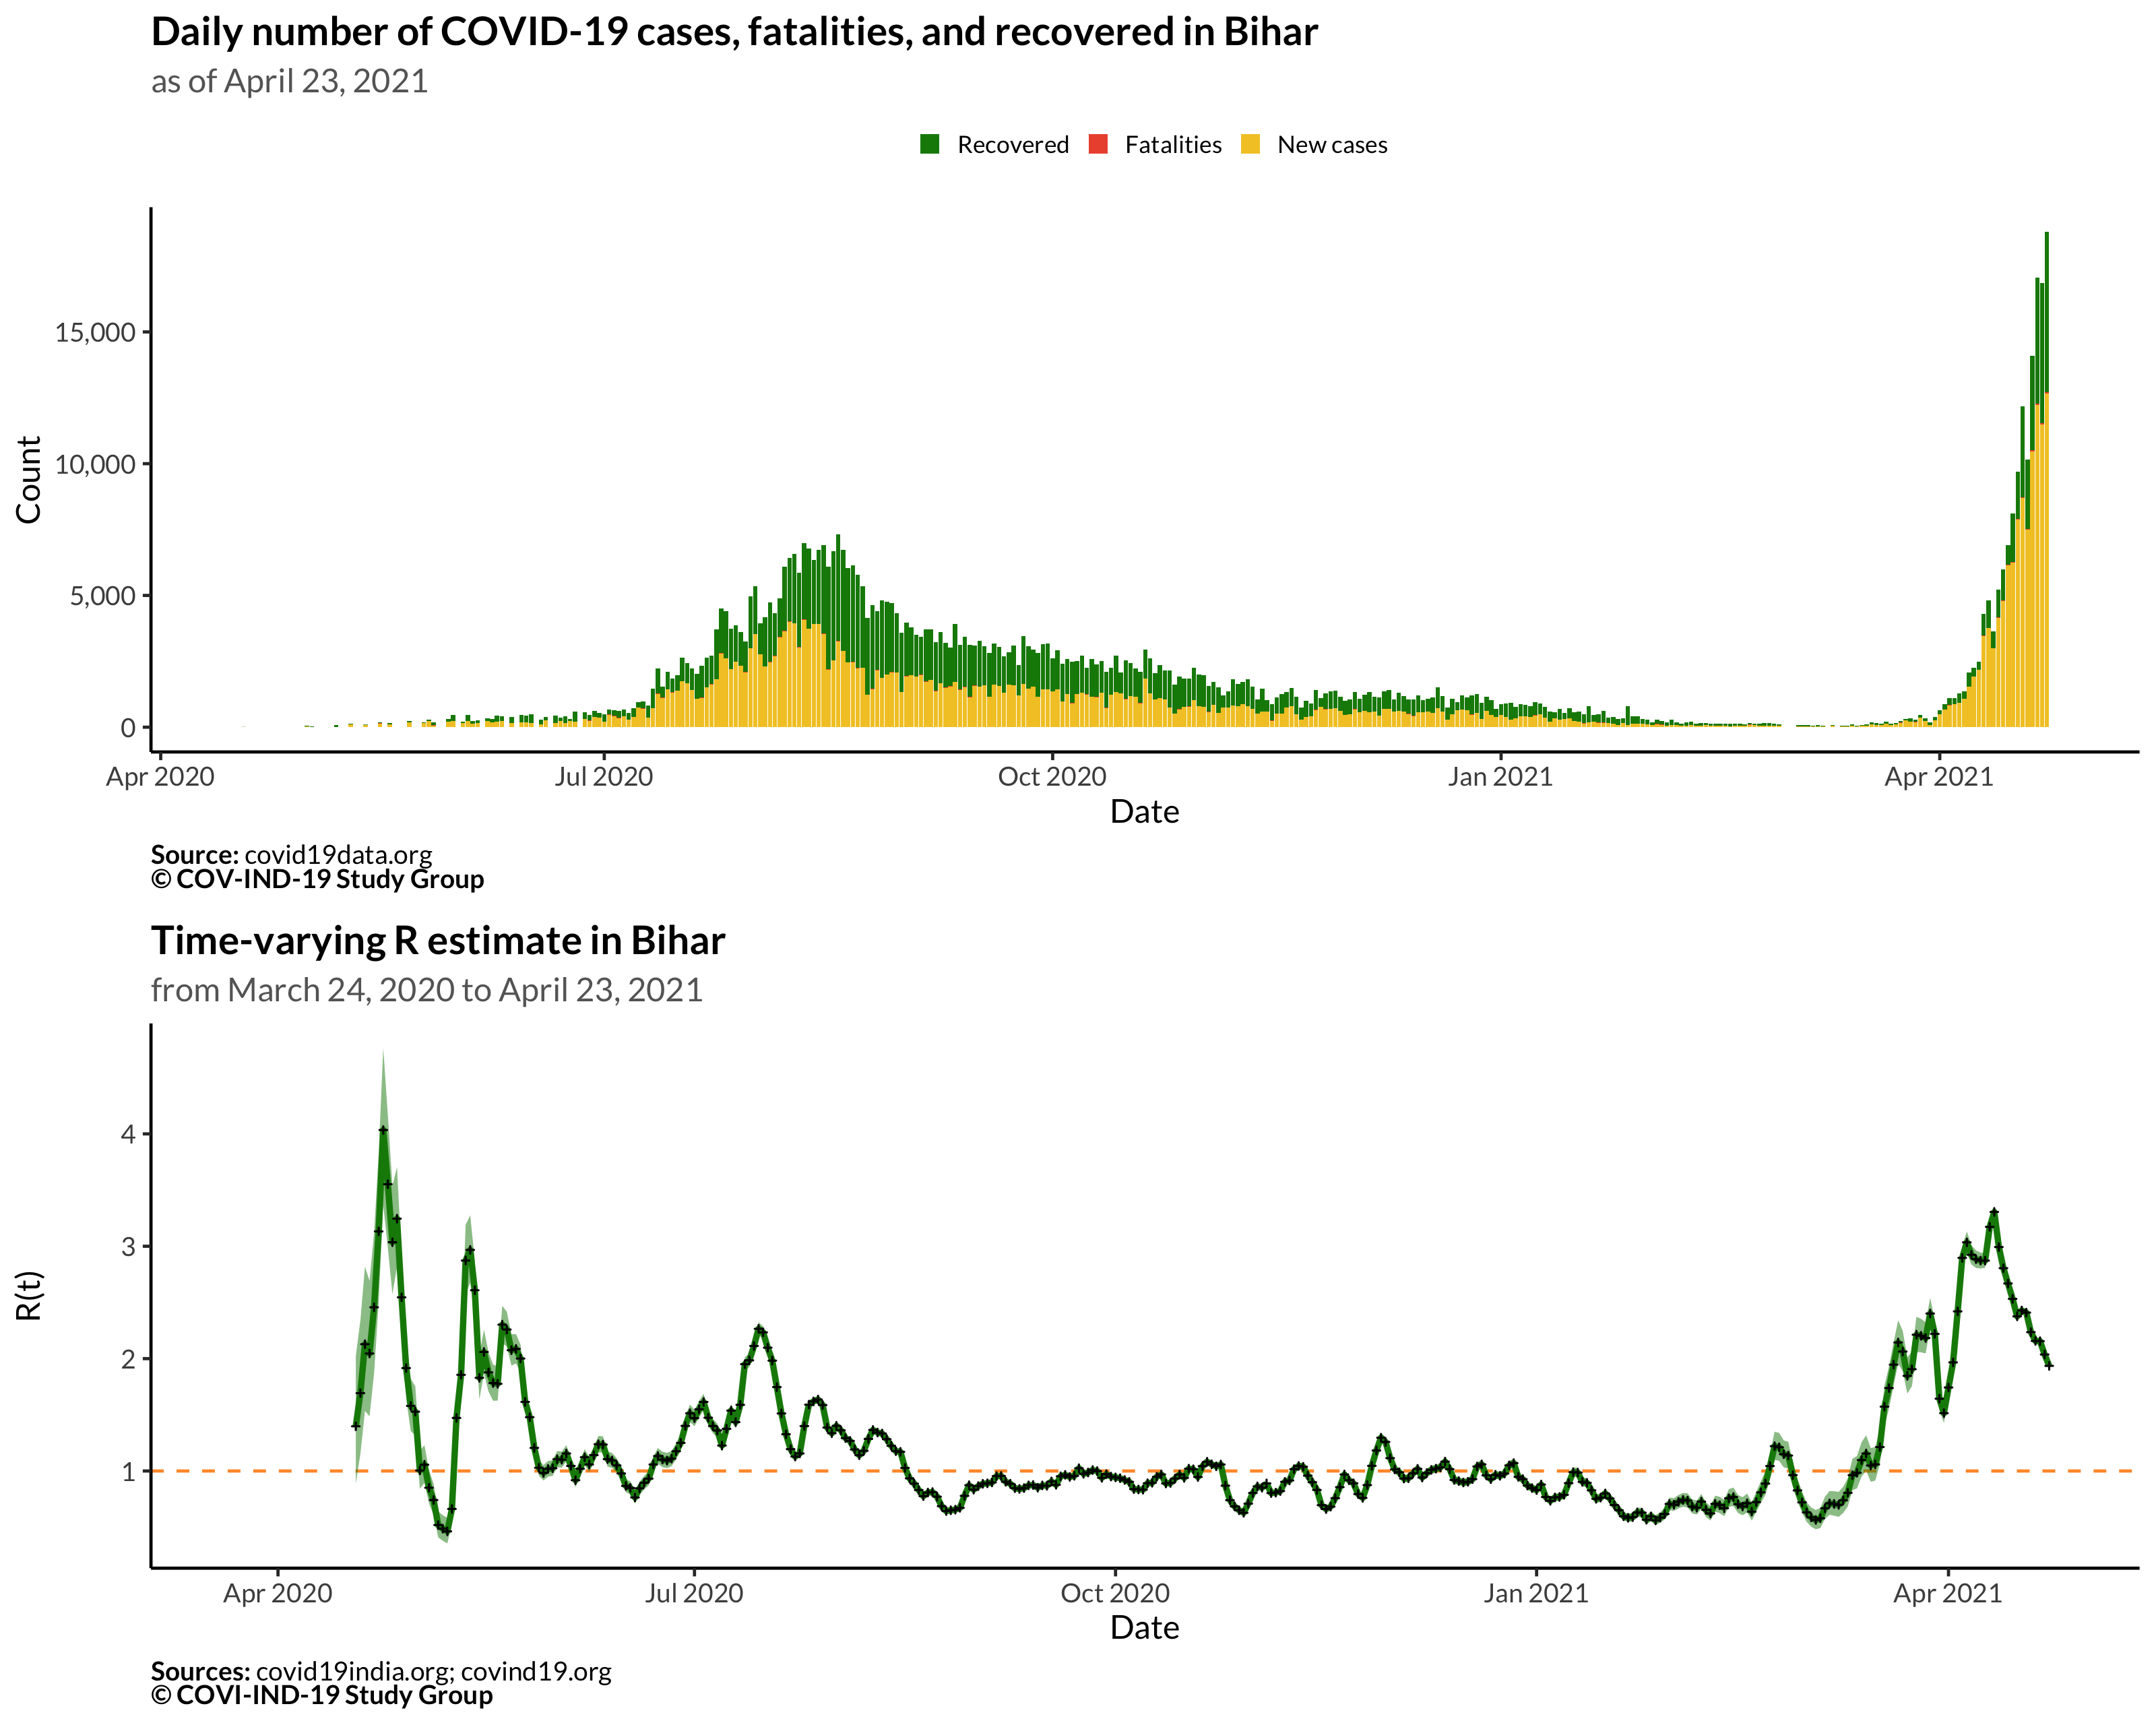 Daily number of COVID-19 cases, fatalities, and recovered in Bihar
as of April 23, 2021
Recovered Fatalities New cases
Count
15,000
10,000
5,000
0
Apr 2020 Jul 2020 Oct 2020 Jan 2021 Apr 2021
Date
Source: covid19data.org
© COV-IND-19 Study Group
Time-varying R estimate in Bihar
from March 24, 2020 to April 23, 2021
R(t)
4
3
2
1
Apr 2020 Jul 2020 Oct 2020 Jan 2021 Apr 2021
Date
Sources: covid19india.org; covind19.org
© COVI-IND-19 Study Group